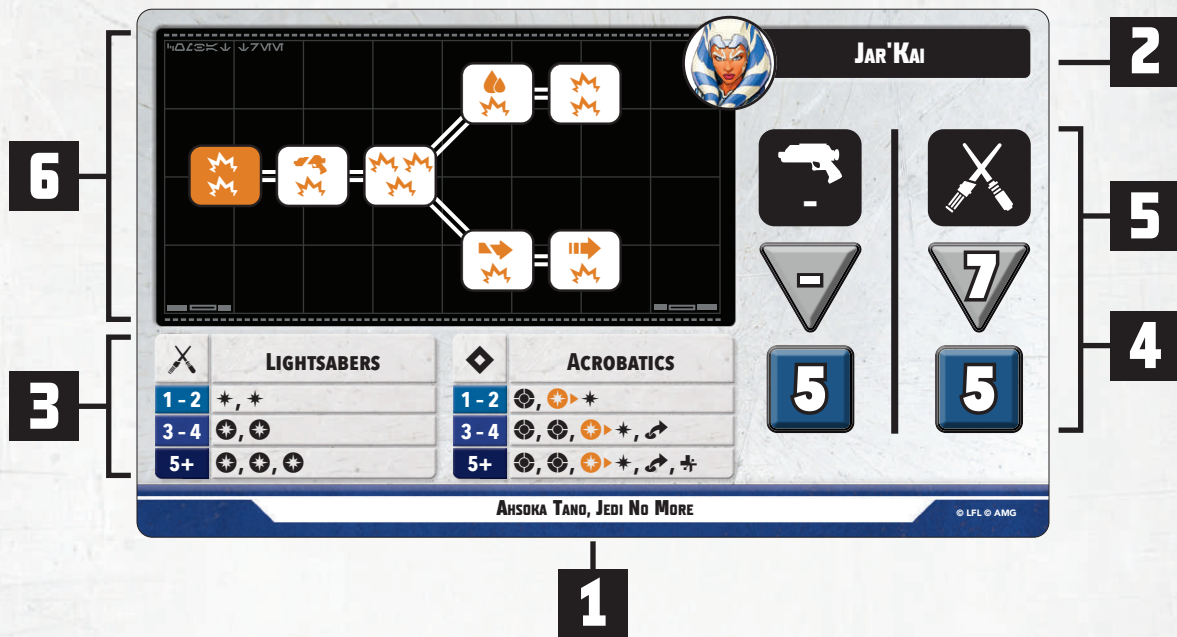 2
JAR'KAI
6
5
-
-
7
4
5
5
3
LIGHTSABERS
1 - 2
,
3 - 4
,
5+
, ,
ACROBATICS
1 - 2
,
3 - 4
, , ,
5+
, , , ,
AHSOKA TANO, JEDI NO MORE
© LFL © AMG
1